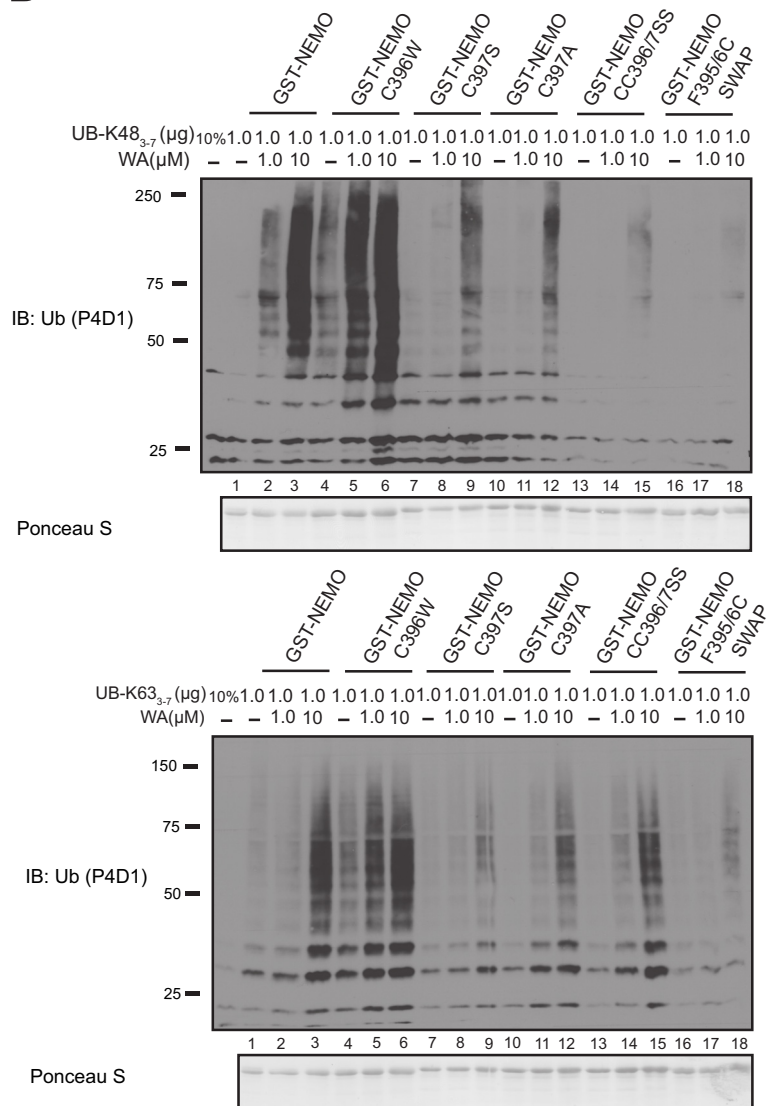 GST-NEMO
GST-NEMO C396W
GST-NEMO C397S
GST-NEMO C397A
GST-NEMO CC396/7SS
GST-NEMO F395/6C SWAP
UB-K483-7 (µg) 10% 1.0 1.0 1.0 1.0 1.0 1.0 1.0 1.0 1.0 1.0 1.0 1.0 1.0 1.0 1.0 1.0 1.0 1.0
WA(µM) – – 1.0 10 – 1.0 10 – 1.0 10 – 1.0 10 – 1.0 10 – 1.0 10
250
75
IB: Ub (P4D1)
50
25
1 2 3 4 5 6 7 8 9 10 11 12 13 14 15 16 17 18
Ponceau S
GST-NEMO
GST-NEMO C396W
GST-NEMO C397S
GST-NEMO C397A
GST-NEMO CC396/7SS
GST-NEMO F395/6C SWAP
UB-K633-7 (µg) 10% 1.0 1.0 1.0 1.0 1.0 1.0 1.0 1.0 1.0 1.0 1.0 1.0 1.0 1.0 1.0 1.0 1.0 1.0
WA(µM) – – 1.0 10 – 1.0 10 – 1.0 10 – 1.0 10 – 1.0 10 – 1.0 10
150
75
IB: Ub (P4D1)
50
25
1 2 3 4 5 6 7 8 9 10 11 12 13 14 15 16 17 18
Ponceau S